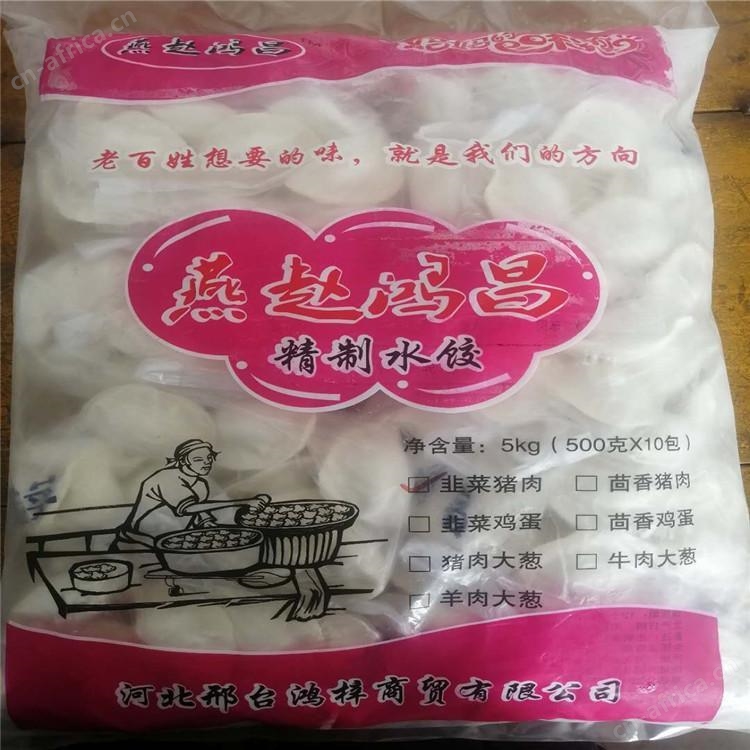 燕赵鸿昌
老百姓想要的味，就是我们的方向
燕赵鸿昌
精制水饺
净含量：5kg（500克X10包）
韭菜猪肉 茴香猪肉
韭菜鸡蛋 茴香鸡蛋
猪肉大葱 牛肉大葱
羊肉大葱
河北邢台鸿梓商贸有限公司
cn.africa.cn